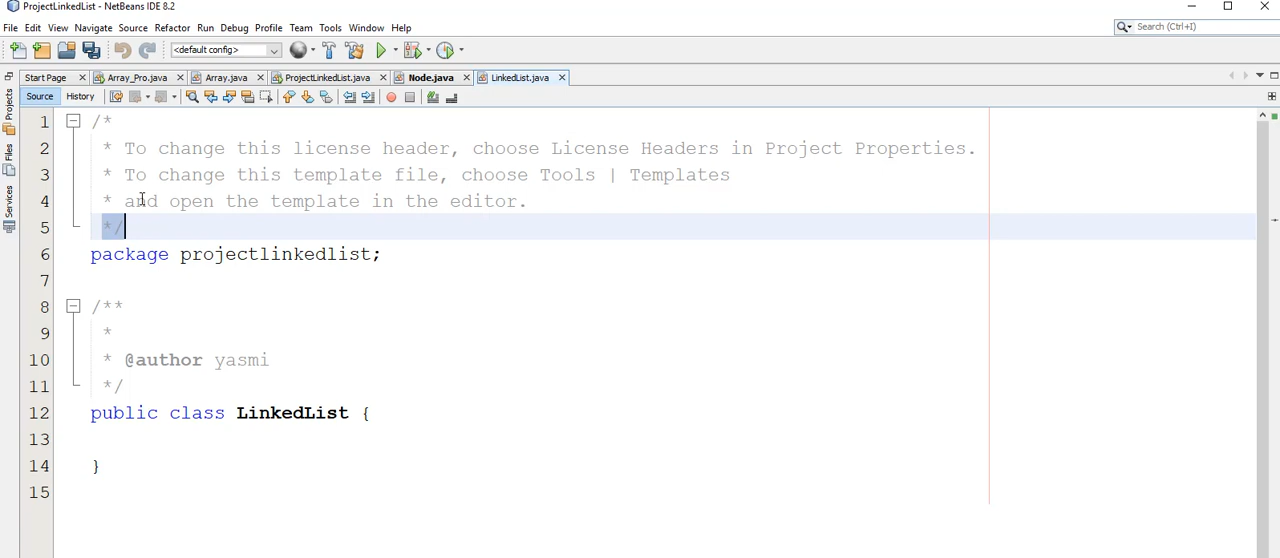 ProjectLinkedList - NetBeans IDE 8.2
File Edit View Navigate Source Refactor Run Debug Profile Team Tools Window Help
Search (Ctrl+I)
<default config>
Start Page Array_Pro.java Array.java ProjectLinkedList.java Node.java LinkedList.java
Source History
Projects
Files
Services
1 /*
2 * To change this license header, choose License Headers in Project Properties.
3 * To change this template file, choose Tools | Templates
4 * and open the template in the editor.
5 */
6 package projectlinkedlist;
7
8 /**
9 *
10 * @author yasmi
11 */
12 public class LinkedList {
13
14 }
15